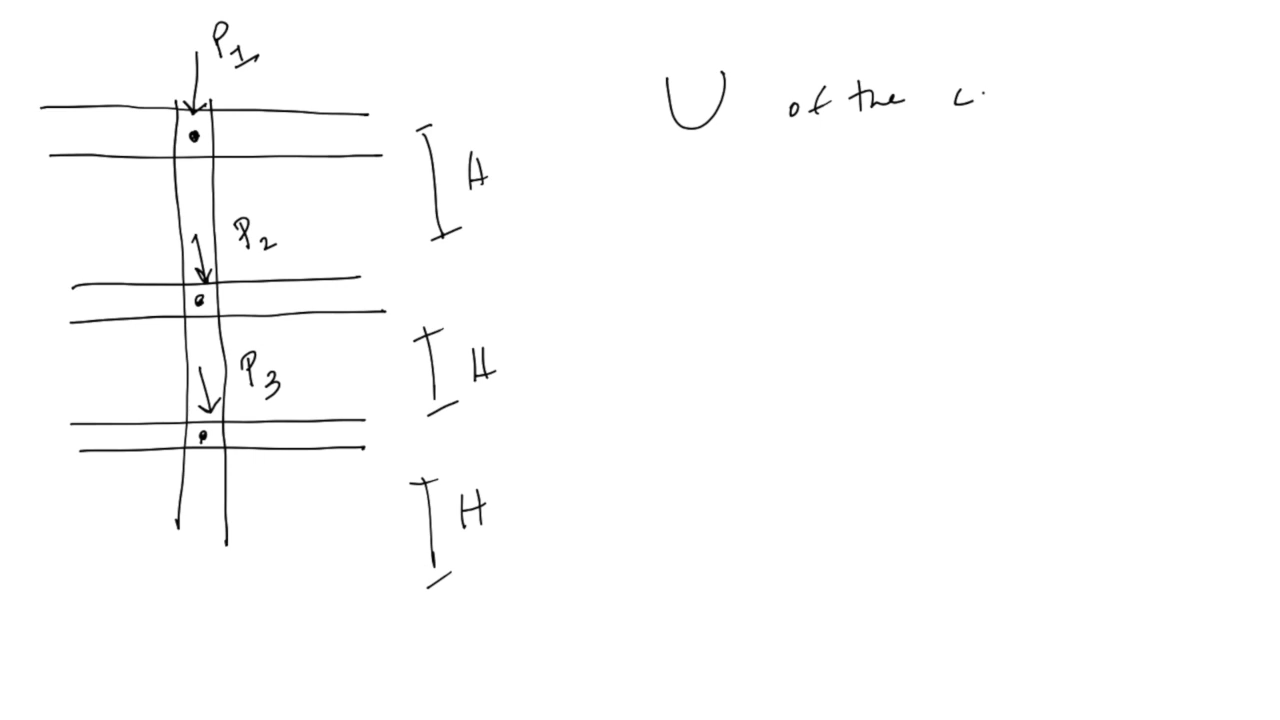 P1
U of the c.
H
P2
H
P3
H